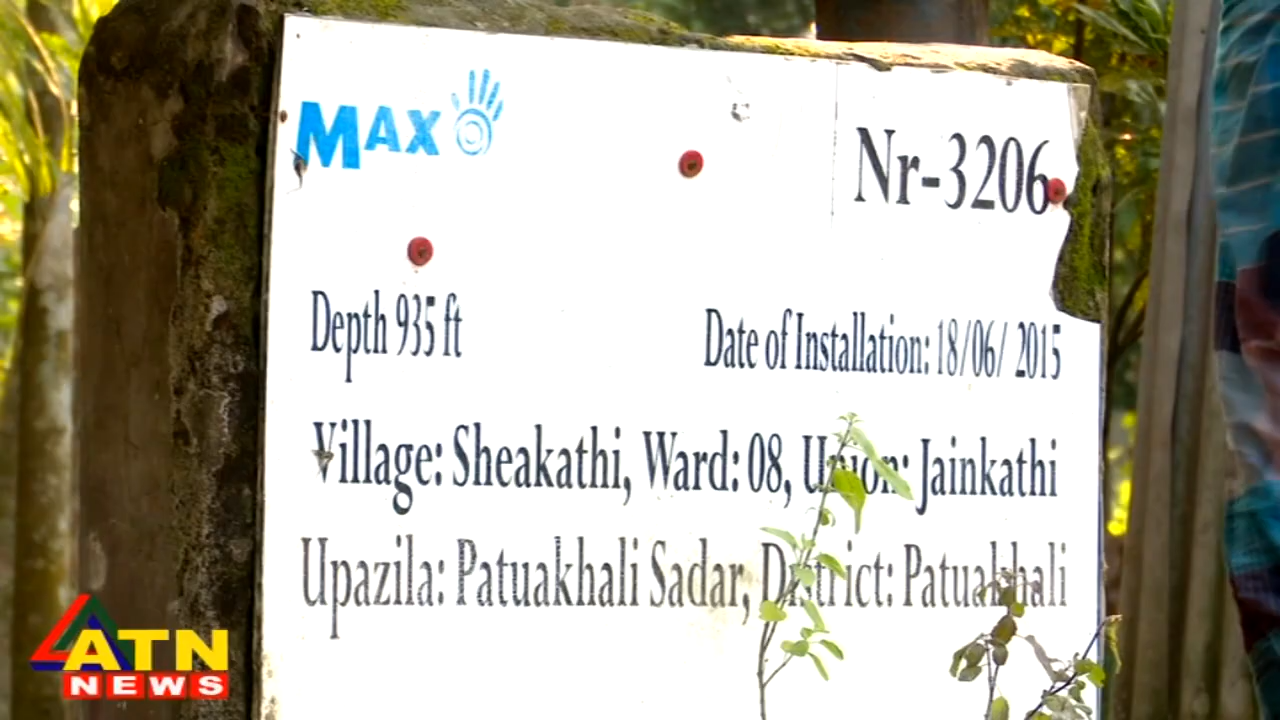 MAX
Nr-3206
Depth 935 ft
Date of Installation: 18/06/ 2015
Village: Sheakathi, Ward: 08, Union: Jainkathi
Upazila: Patuakhali Sadar, District: Patuakhali
ATN
NEWS